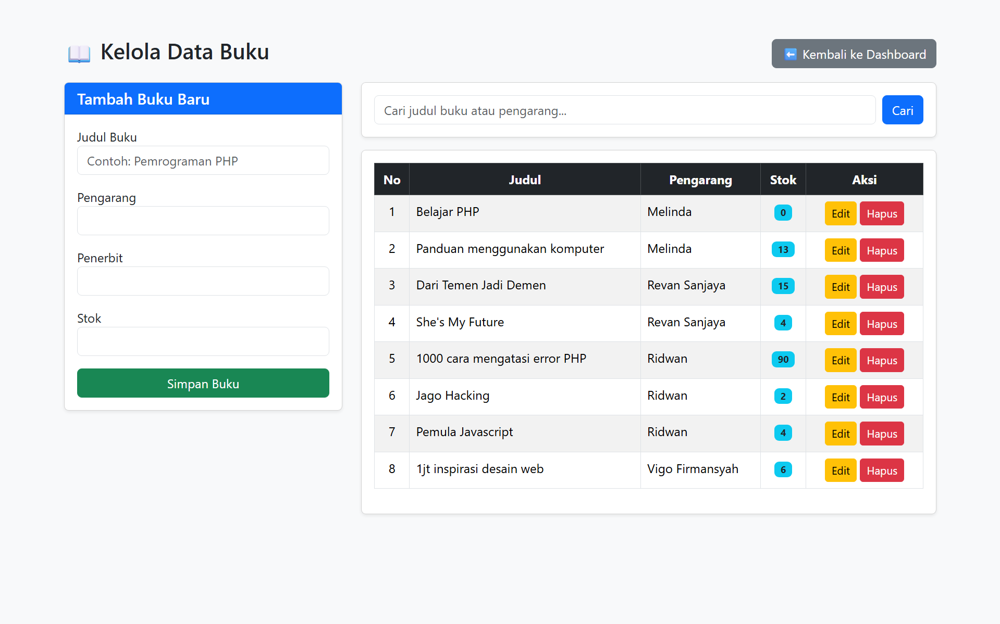 Kelola Data Buku
Kembali ke Dashboard
Tambah Buku Baru
Judul Buku
Contoh: Pemrograman PHP
Pengarang
Penerbit
Stok
Simpan Buku
Cari judul buku atau pengarang... Cari
No Judul Pengarang Stok Aksi
1 Belajar PHP Melinda 0 Edit Hapus
2 Panduan menggunakan komputer Melinda 13 Edit Hapus
3 Dari Temen Jadi Demen Revan Sanjaya 15 Edit Hapus
4 She's My Future Revan Sanjaya 4 Edit Hapus
5 1000 cara mengatasi error PHP Ridwan 90 Edit Hapus
6 Jago Hacking Ridwan 2 Edit Hapus
7 Pemula Javascript Ridwan 4 Edit Hapus
8 1jt inspirasi desain web Vigo Firmansyah 6 Edit Hapus